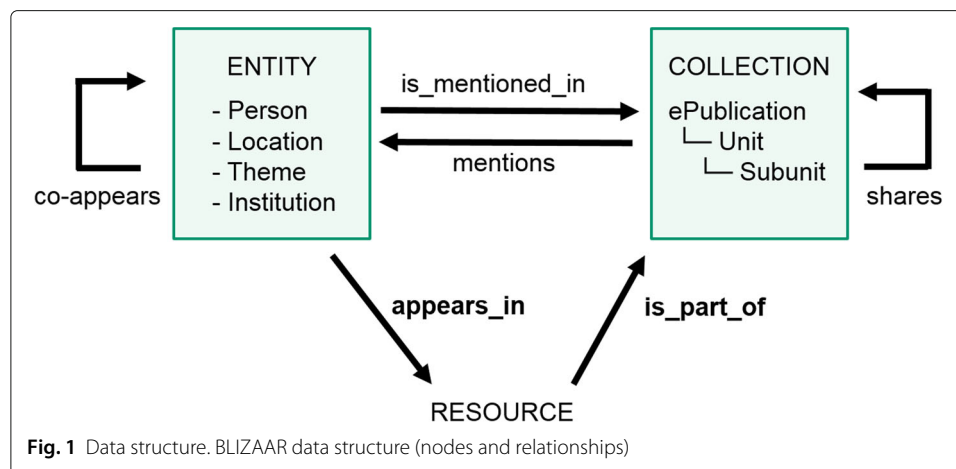 ENTITY
- Person
- Location
- Theme
- Institution
co-appears
is_mentioned_in
mentions
COLLECTION
ePublication
Unit
Subunit
shares
appears_in
is_part_of
RESOURCE
Fig. 1 Data structure. BLIZAAR data structure (nodes and relationships)